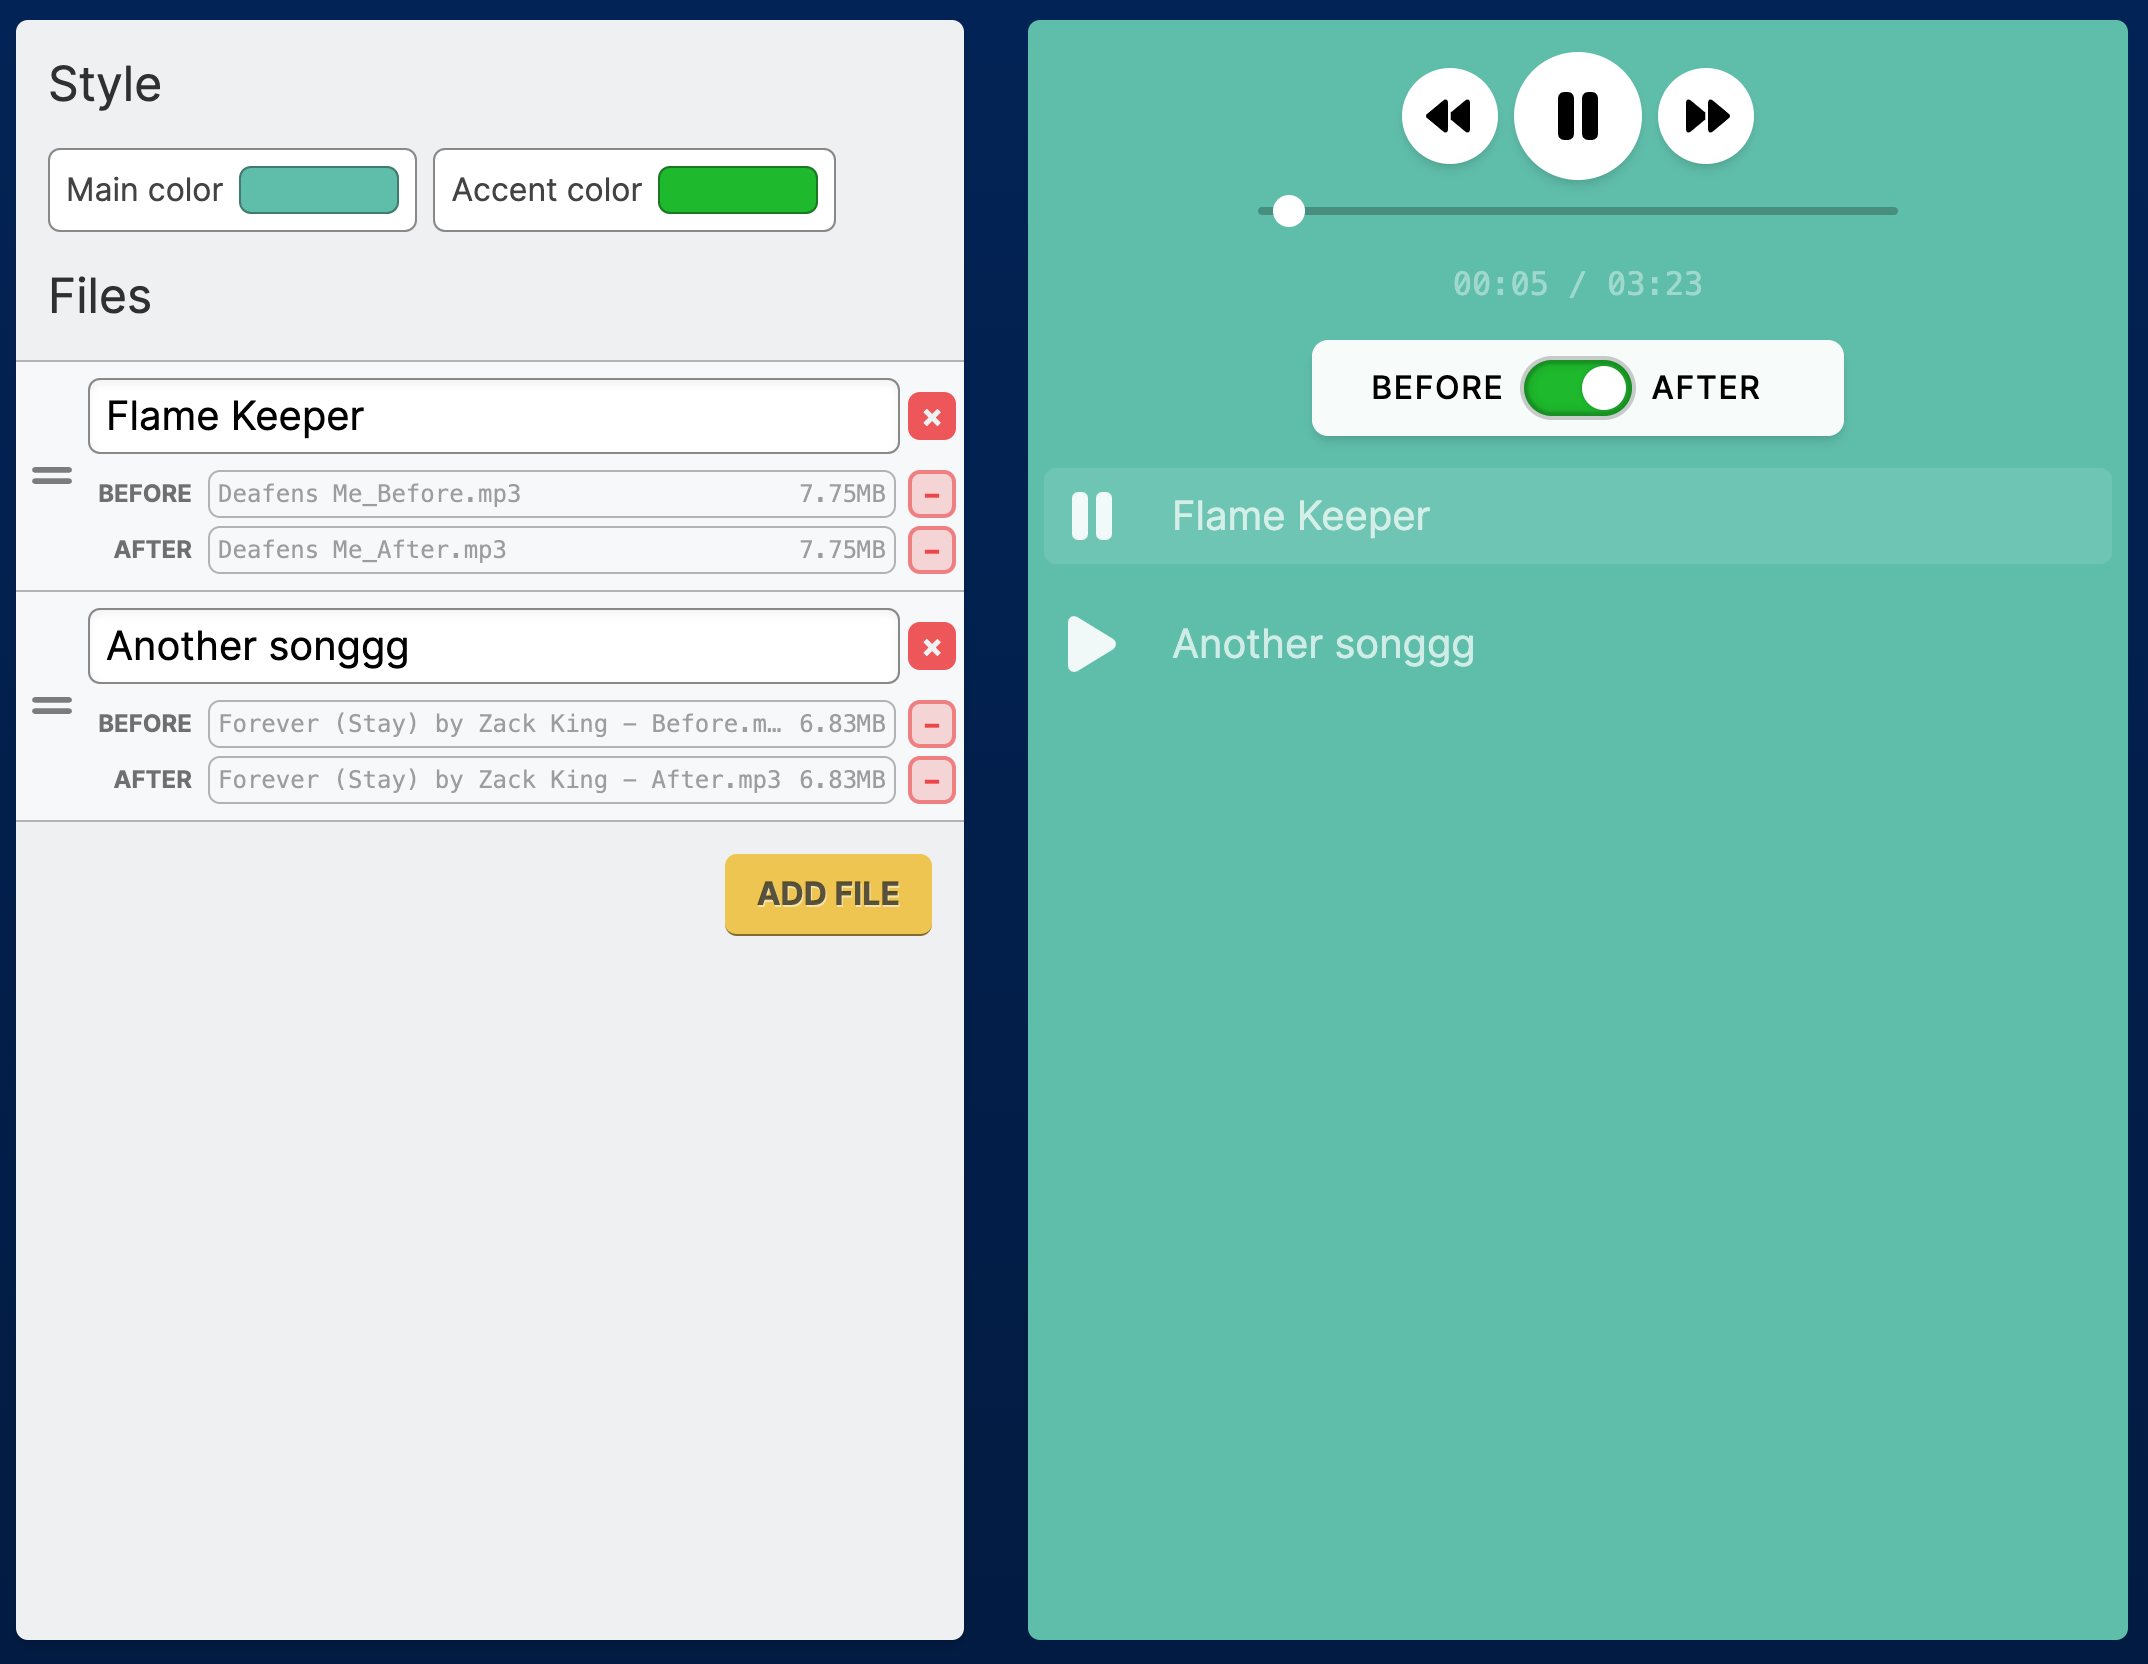 Style
Main color
Accent color
Files
Flame Keeper
BEFORE Deafens Me_Before.mp3 7.75MB
AFTER Deafens Me_After.mp3 7.75MB
Another songgg
BEFORE Forever (Stay) by Zack King – Before.m… 6.83MB
AFTER Forever (Stay) by Zack King – After.mp3 6.83MB
ADD FILE
00:05 / 03:23
BEFORE AFTER
Flame Keeper
Another songgg